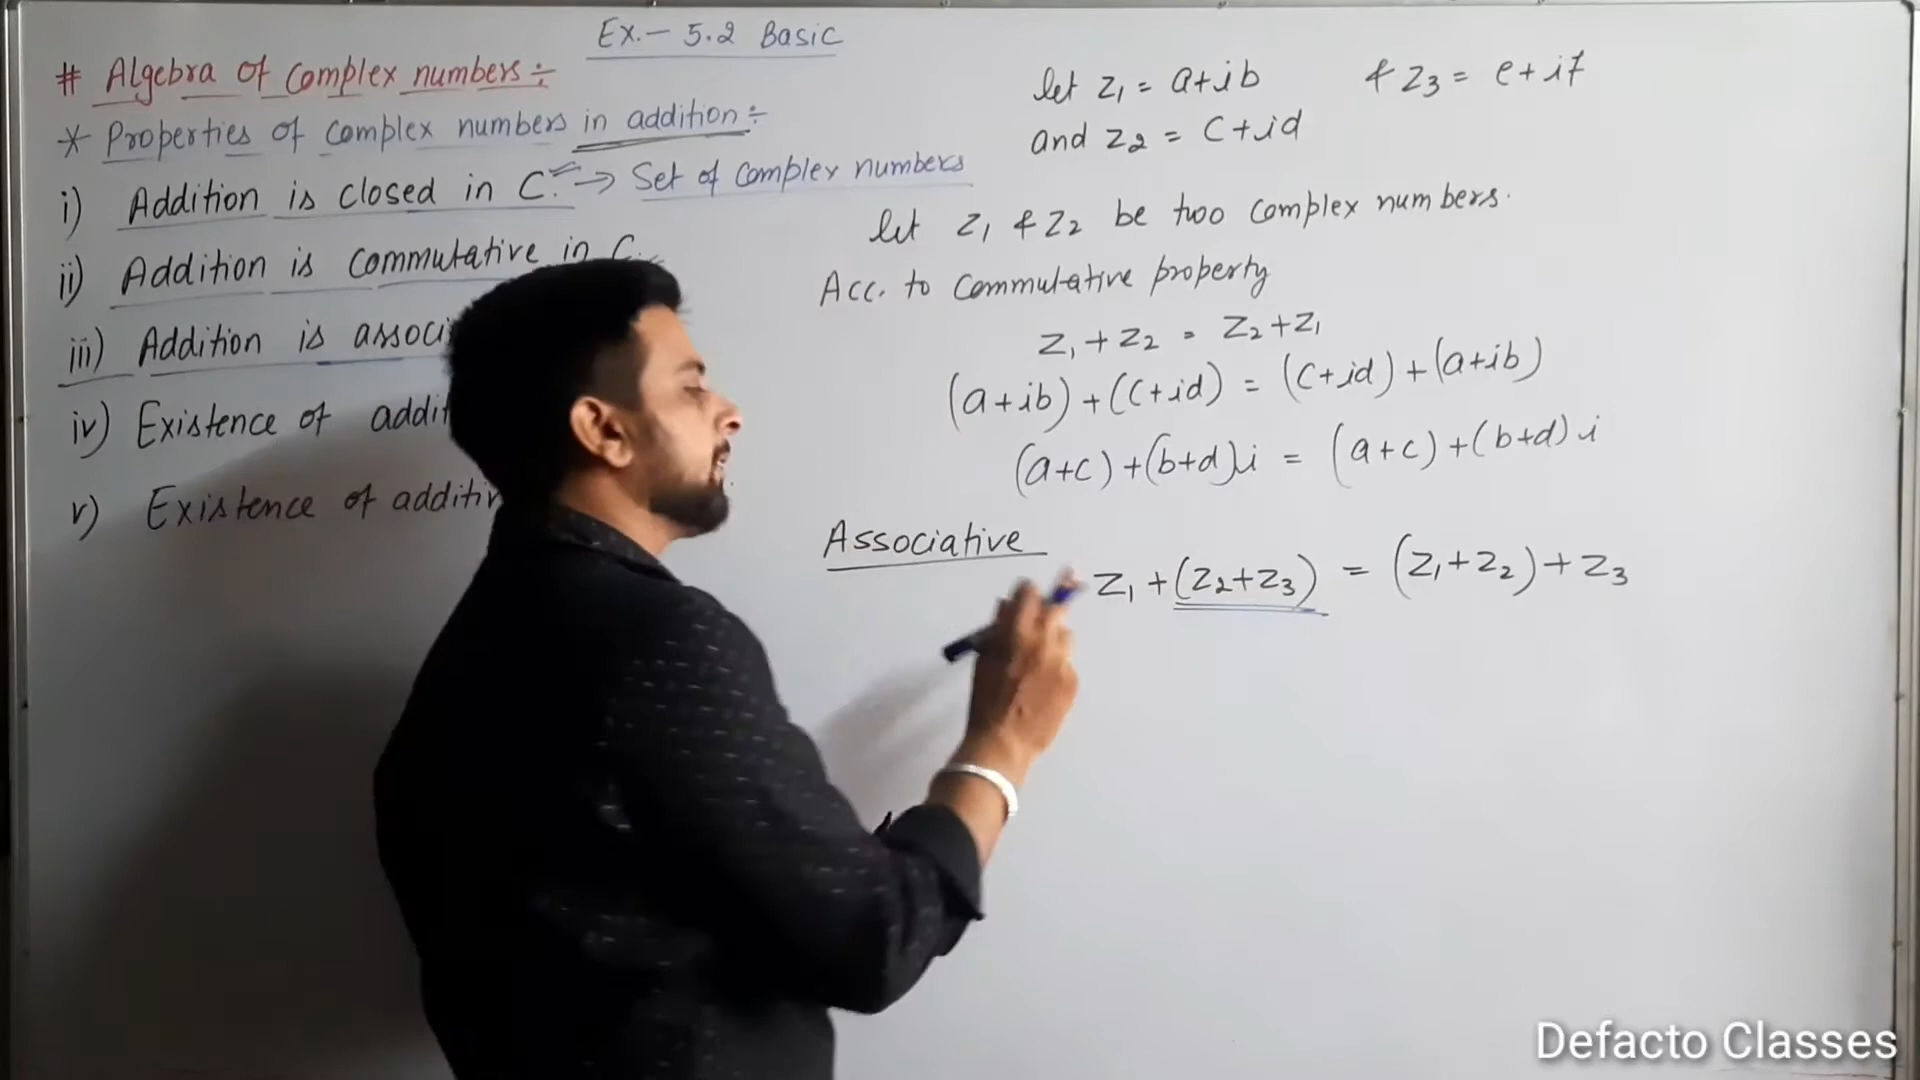 Ex.- 5.2 Basic
# Algebra of Complex numbers ÷
* Properties of Complex numbers in addition ÷
i) Addition is closed in C. → Set of Complex numbers
ii) Addition is commutative in C.
iii) Addition is associ
iv) Existence of addit
v) Existence of additiv
let z₁ = a+ib & z₃ = e+if
and z₂ = c+id
let z₁ & z₂ be two complex numbers.
Acc. to Commutative property
z₁ + z₂ = z₂ + z₁
(a+ib) + (c+id) = (c+id) + (a+ib)
(a+c) + (b+d)i = (a+c) + (b+d)i
Associative
z₁ + (z₂+z₃) = (z₁+z₂) + z₃
Defacto Classes